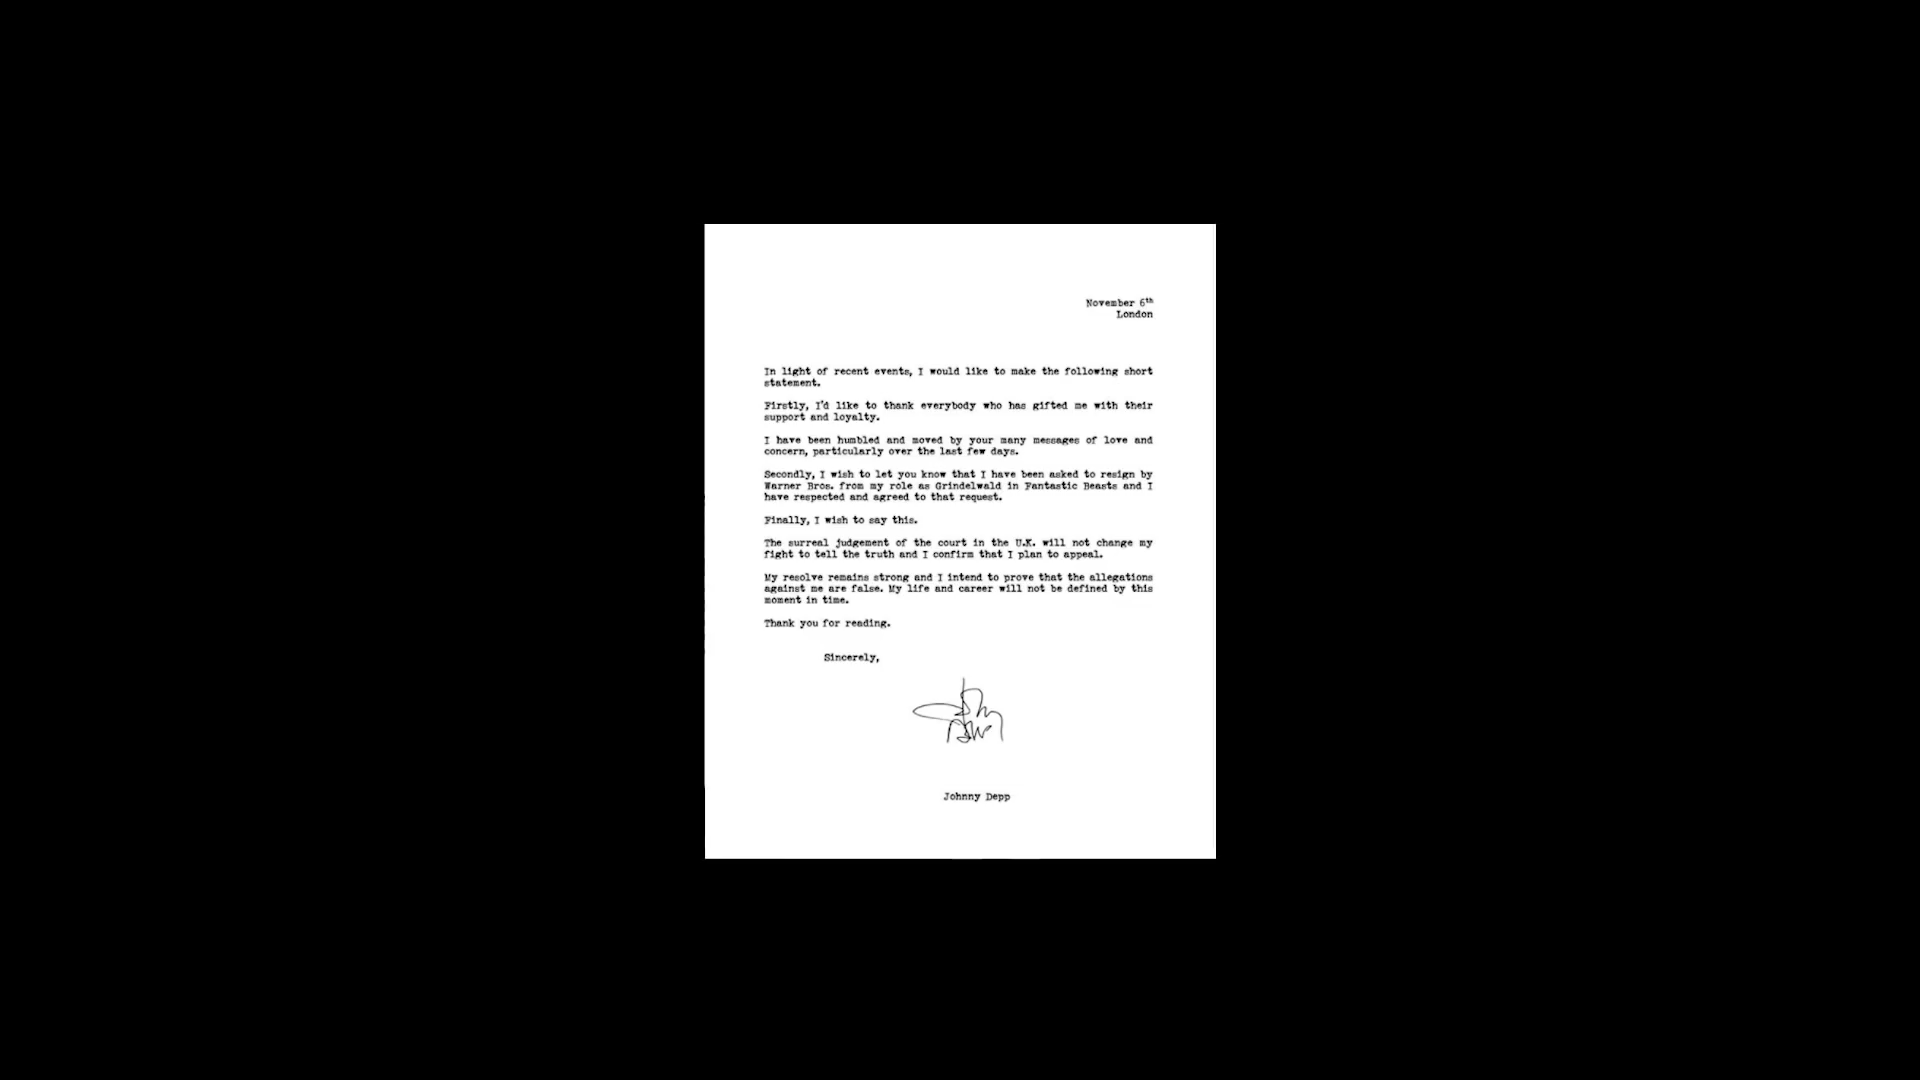 November 6th
London
In light of recent events, I would like to make the following short
statement.
Firstly, I'd like to thank everybody who has gifted me with their
support and loyalty.
I have been humbled and moved by your many messages of love and
concern, particularly over the last few days.
Secondly, I wish to let you know that I have been asked to resign by
Warner Bros. from my role as Grindelwald in Fantastic Beasts and I
have respected and agreed to that request.
Finally, I wish to say this.
The surreal judgement of the court in the U.K. will not change my
fight to tell the truth and I confirm that I plan to appeal.
My resolve remains strong and I intend to prove that the allegations
against me are false. My life and career will not be defined by this
moment in time.
Thank you for reading.
Sincerely,
Johnny Depp